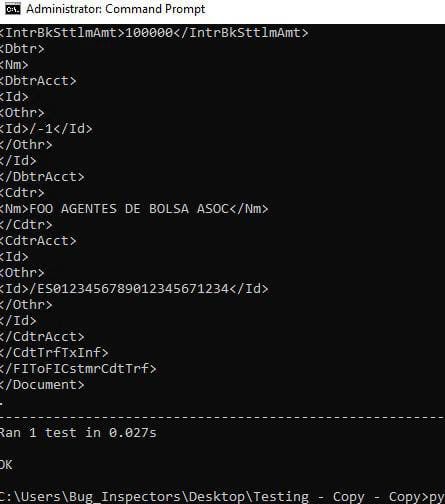 Administrator: Command Prompt
<IntrBkSttlmAmt>100000</IntrBkSttlmAmt>
<Dbtr>
<Nm>
<DbtrAcct>
<Id>
<Othr>
<Id>/-1</Id>
</Othr>
</Id>
</DbtrAcct>
<Cdtr>
<Nm>FOO AGENTES DE BOLSA ASOC</Nm>
</Cdtr>
<CdtrAcct>
<Id>
<Othr>
<Id>/ES0123456789012345671234</Id>
</Othr>
</Id>
</CdtrAcct>
</CdtTrfTxInf>
</FIToFICstmrCdtTrf>
</Document>
.
----------------------------------------------------------------------
Ran 1 test in 0.027s
OK
C:\Users\Bug_Inspectors\Desktop\Testing - Copy - Copy>py